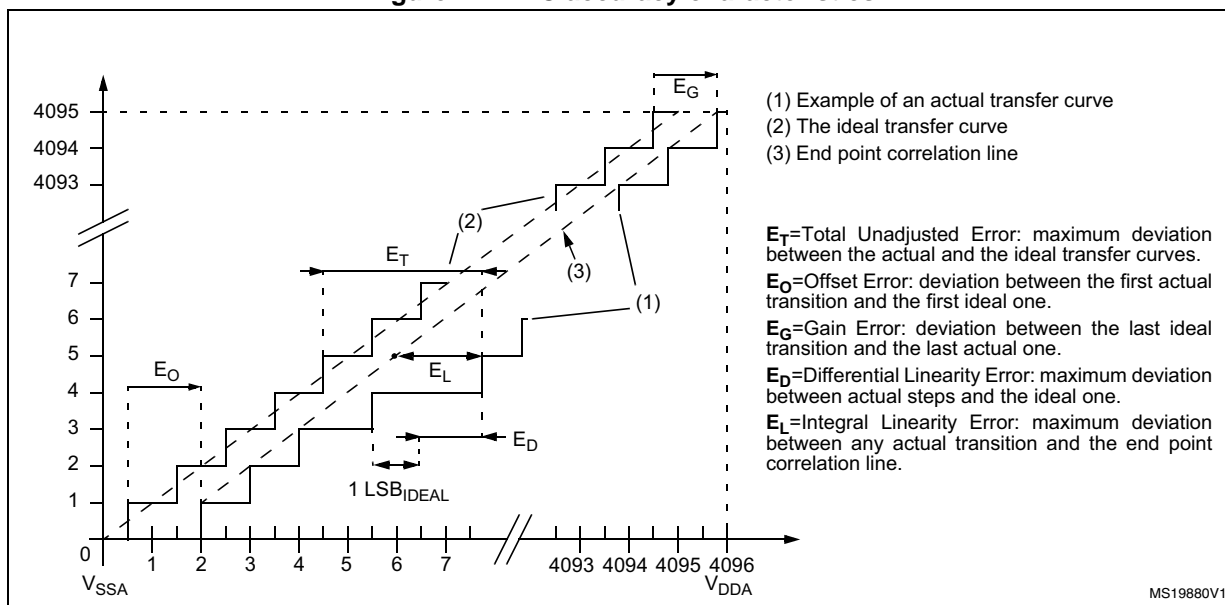 4095
4094
4093
7
6
5
4
3
2
1
0
E_G
(2)
E_T
(3)
(1)
E_L
E_O
E_D
1 LSB_IDEAL
1 2 3 4 5 6 7 4093 4094 4095 4096
V_SSA V_DDA
(1) Example of an actual transfer curve
(2) The ideal transfer curve
(3) End point correlation line
E_T=Total Unadjusted Error: maximum deviation
between the actual and the ideal transfer curves.
E_O=Offset Error: deviation between the first actual
transition and the first ideal one.
E_G=Gain Error: deviation between the last ideal
transition and the last actual one.
E_D=Differential Linearity Error: maximum deviation
between actual steps and the ideal one.
E_L=Integral Linearity Error: maximum deviation
between any actual transition and the end point
correlation line.
MS19880V1